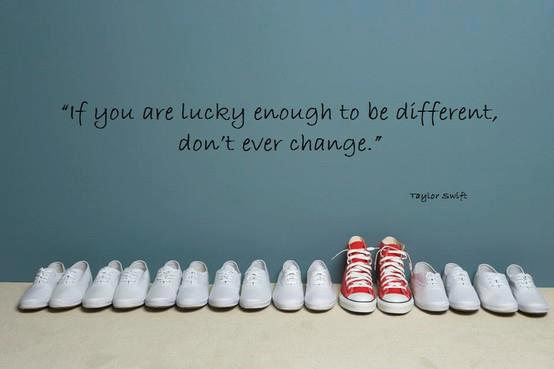 “If you are lucky enough to be different,
don't ever change.”
Taylor Swift